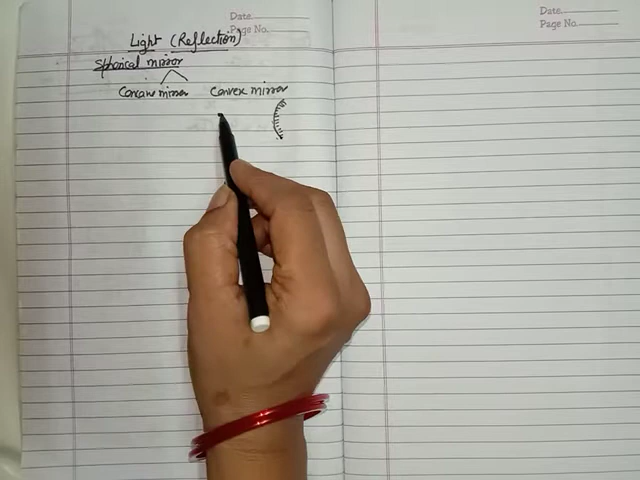 Date
Page No.
Date
Page No.
Light (Reflection)
Spherical mirror
Concave mirror Convex mirror